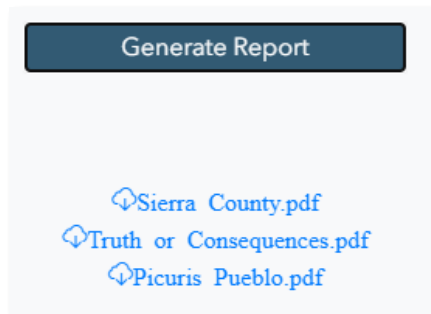 Generate Report
Sierra County.pdf
Truth or Consequences.pdf
Picuris Pueblo.pdf